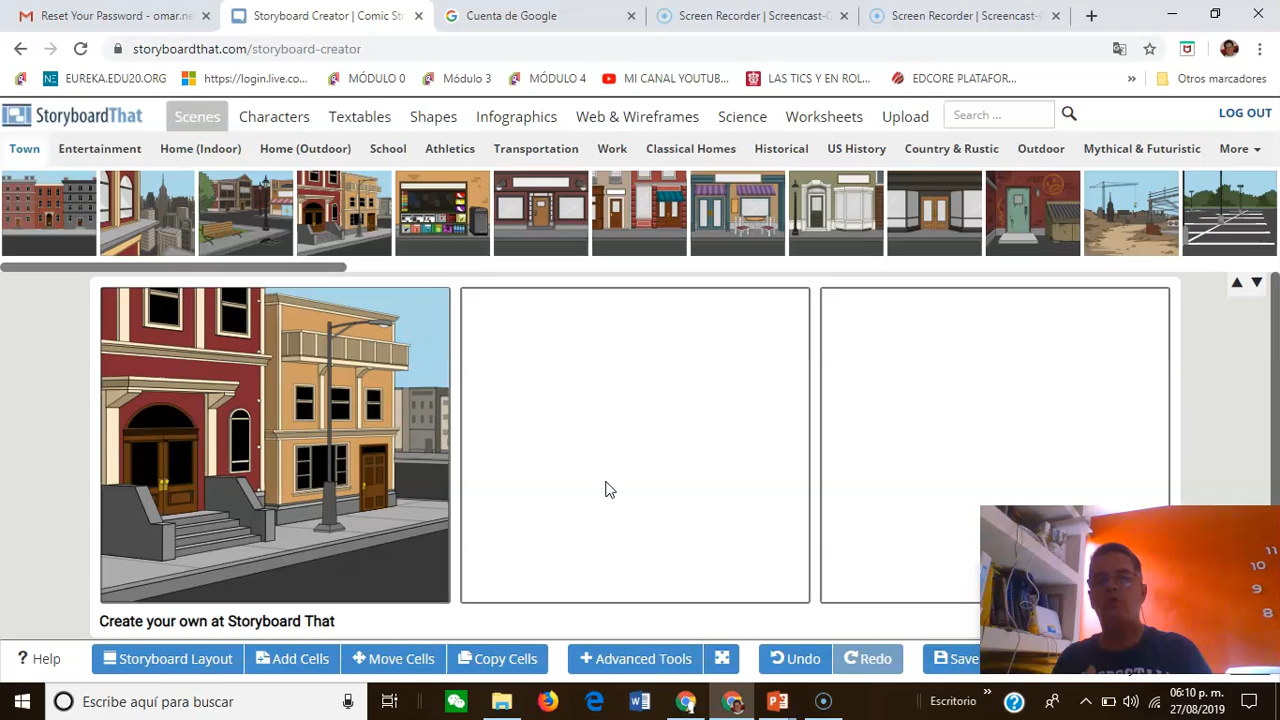 Reset Your Password - omar.ne
Storyboard Creator | Comic St
Cuenta de Google
Screen Recorder | Screencast-O
Screen Recorder | Screencast-O
storyboardthat.com/storyboard-creator
EUREKA.EDU20.ORG
https://login.live.co...
MÓDULO 0
Módulo 3
MÓDULO 4
MI CANAL YOUTUB...
LAS TICS Y EN ROL...
EDCORE PLATAFOR...
»
Otros marcadores
StoryboardThat
Scenes
Characters
Textables
Shapes
Infographics
Web & Wireframes
Science
Worksheets
Upload
Search ...
LOG OUT
Town
Entertainment
Home (Indoor)
Home (Outdoor)
School
Athletics
Transportation
Work
Classical Homes
Historical
US History
Country & Rustic
Outdoor
Mythical & Futuristic
More
Create your own at Storyboard That
11
10
9
8
? Help
Storyboard Layout
Add Cells
Move Cells
Copy Cells
Advanced Tools
Undo
Redo
Save
Escribe aquí para buscar
Escritorio
»
06:10 p. m.
27/08/2019